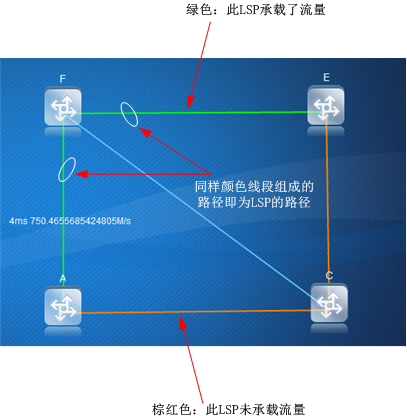 绿色：此LSP承载了流量
F
E
同样颜色线段组成的
路径即为LSP的路径
4ms 750.4655685424805M/s
A
C
棕红色：此LSP未承载流量